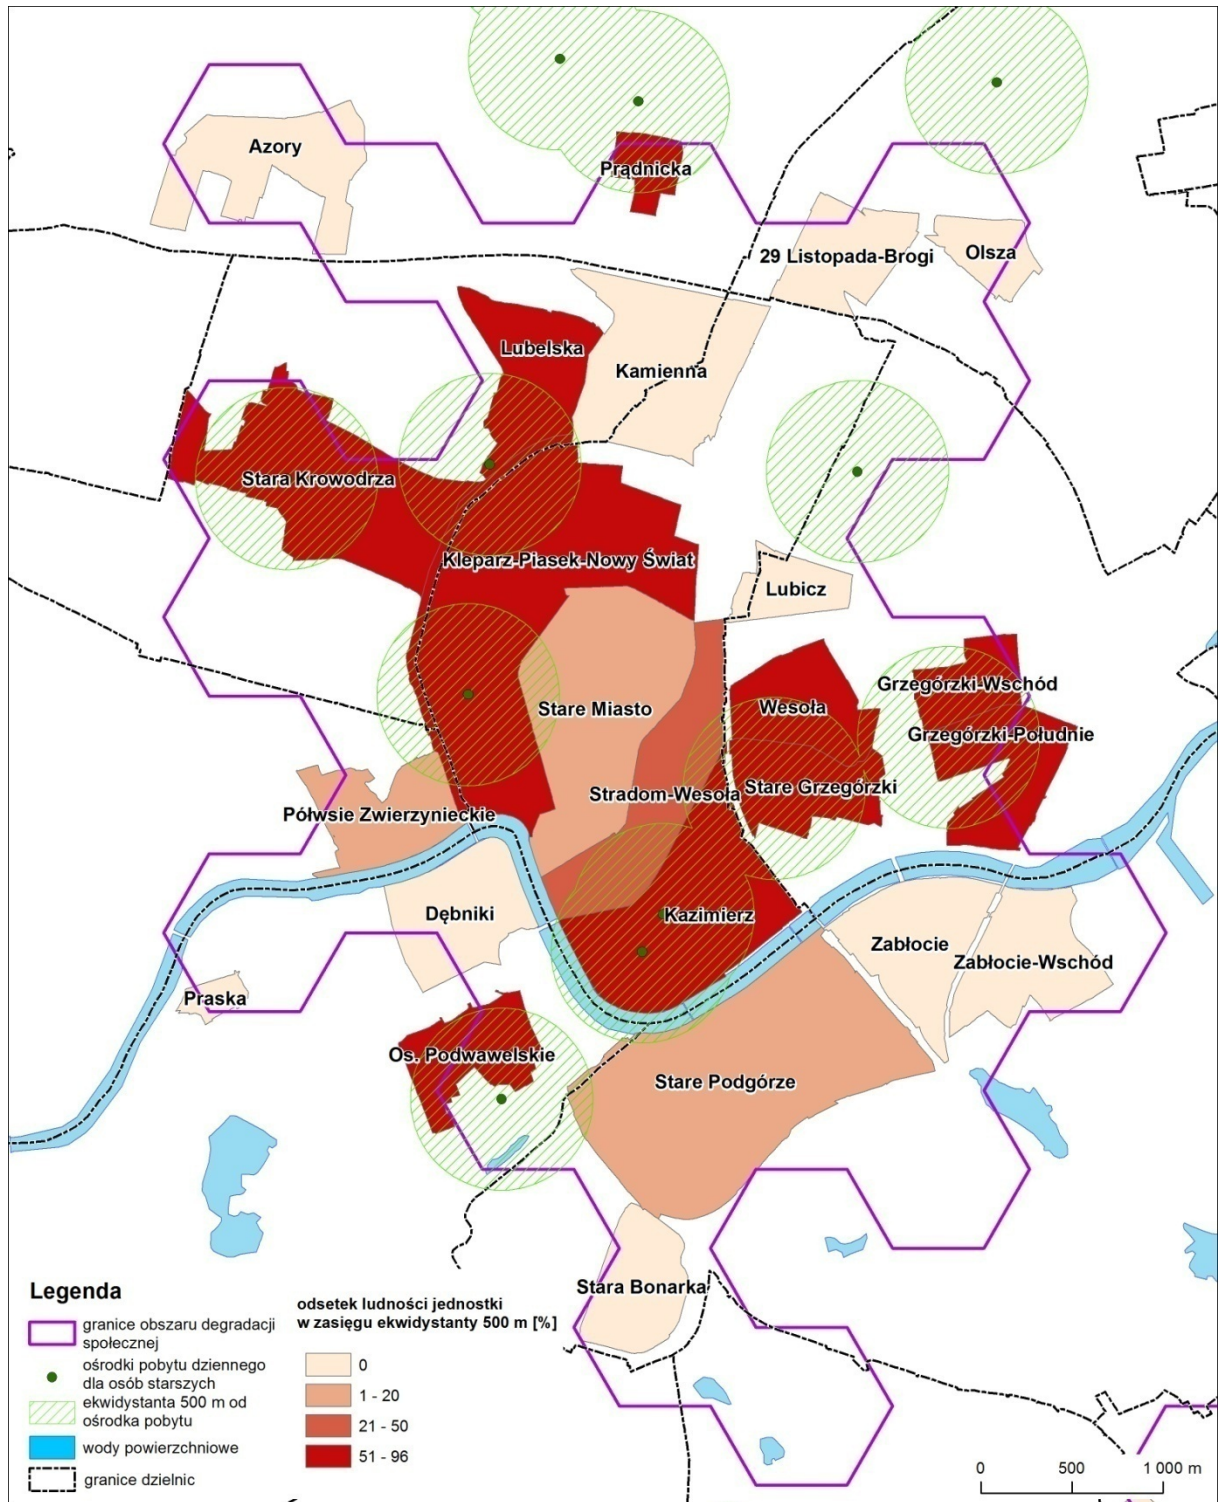 Azory
Prądnicka
29 Listopada-Brogi
Olsza
Lubelska
Kamienna
Stara Krowodrza
Kleparz-Piasek-Nowy Świat
Lubicz
Grzegórzki-Wschód
Wesoła
Stare Miasto
Grzegórzki-Południe
Stradom-Wesoła
Stare Grzegórzki
Półwsie Zwierzynieckie
Dębniki
Kazimierz
Zabłocie
Zabłocie-Wschód
Praska
Os. Podwawelskie
Stare Podgórze
Stara Bonarka
Legenda
granice obszaru degradacji
społecznej
ośrodki pobytu dziennego
dla osób starszych
ekwidystanta 500 m od
ośrodka pobytu
wody powierzchniowe
granice dzielnic
odsetek ludności jednostki
w zasięgu ekwidystanty 500 m [%]
0
1 - 20
21 - 50
51 - 96
0 500 1 000 m